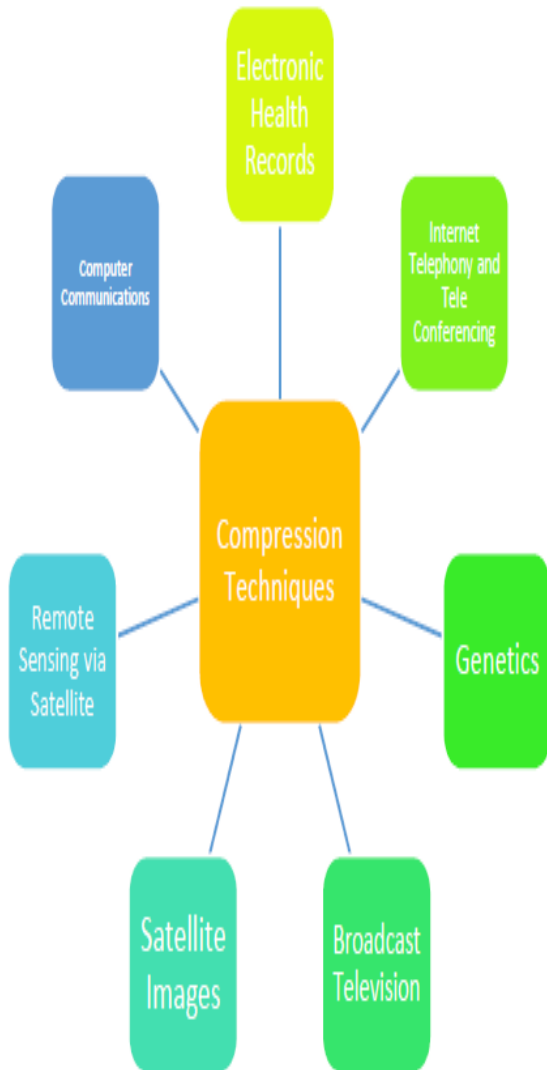 Electronic
Health
Records
Internet
Telephony and
Tele
Conferencing
Computer
Communications
Compression
Techniques
Genetics
Remote
Sensing via
Satellite
Broadcast
Television
Satellite
Images